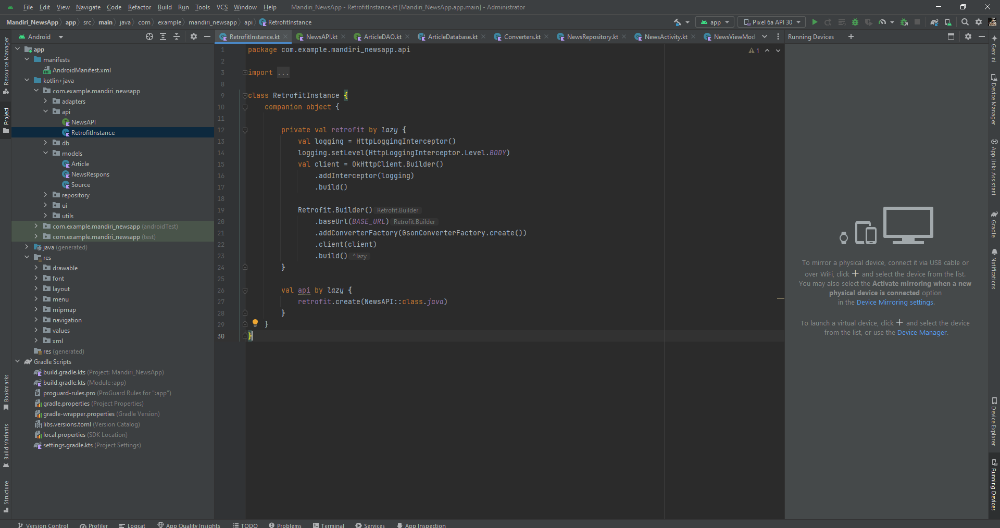 File Edit View Navigate Code Refactor Build Run Tools VCS Window Help Mandiri_NewsApp - RetrofitInstance.kt [Mandiri_NewsApp.app.main] - Administrator
Mandiri_NewsApp app src main java com example mandiri_newsapp api RetrofitInstance
app Pixel 6a API 30
Android
RetrofitInstance.kt NewsAPI.kt ArticleDAO.kt ArticleDatabase.kt Converters.kt NewsRepository.kt NewsActivity.kt NewsViewMod
Running Devices
Resource Manager
Project
Bookmarks
Build Variants
Structure
app
manifests
AndroidManifest.xml
kotlin+java
com.example.mandiri_newsapp
adapters
api
NewsAPI
RetrofitInstance
db
models
Article
NewsRespons
Source
repository
ui
utils
com.example.mandiri_newsapp (androidTest)
com.example.mandiri_newsapp (test)
java (generated)
res
drawable
font
layout
menu
mipmap
navigation
values
xml
res (generated)
Gradle Scripts
build.gradle.kts (Project: Mandiri_NewsApp)
build.gradle.kts (Module :app)
proguard-rules.pro (ProGuard Rules for ":app")
gradle.properties (Project Properties)
gradle-wrapper.properties (Gradle Version)
libs.versions.toml (Version Catalog)
local.properties (SDK Location)
settings.gradle.kts (Project Settings)
1 package com.example.mandiri_newsapp.api
2
3 import ...
8
9 class RetrofitInstance {
10 companion object {
11
12 private val retrofit by lazy {
13 val logging = HttpLoggingInterceptor()
14 logging.setLevel(HttpLoggingInterceptor.Level.BODY)
15 val client = OkHttpClient.Builder()
16 .addInterceptor(logging)
17 .build()
18
19 Retrofit.Builder() Retrofit.Builder
20 .baseUrl(BASE_URL) Retrofit.Builder
21 .addConverterFactory(GsonConverterFactory.create())
22 .client(client)
23 .build() ^lazy
24 }
25
26 val api by lazy {
27 retrofit.create(NewsAPI::class.java)
28 }
29 }
30 }
1
To mirror a physical device, connect it via USB cable or
over WiFi, click + and select the device from the list.
You may also select the Activate mirroring when a new
physical device is connected option
in the Device Mirroring settings.
To launch a virtual device, click + and select the device
from the list, or use the Device Manager.
Gemini
Device Manager
App Links Assistant
Gradle
Notifications
Device Explorer
Running Devices
Version Control Profiler Logcat App Quality Insights TODO Problems Terminal Services App Inspection